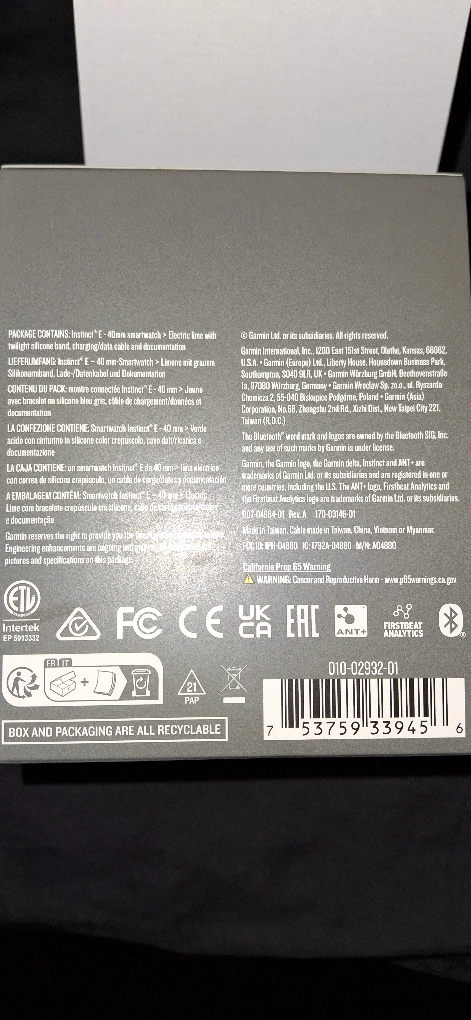 PACKAGE CONTAINS: Instinct® E - 40mm smartwatch > Electric lime with
twilight silicone band, charging/data cable and documentation
LIEFERUMFANG: Instinct® E – 40 mm-Smartwatch > Limone mit grauem
Silikonarmband, Lade-/Datenkabel und Dokumentation
CONTENU DU PACK: montre connectée Instinct® E - 40 mm > Jaune
avec bracelet en silicone bleu gris, câble de chargement/données et
documentation
LA CONFEZIONE CONTIENE: Smartwatch Instinct® E - 40 mm > Verde
acido con cinturino in silicone color crepuscolo, cavo dati/ricarica e
documentazione
LA CAJA CONTIENE: un smartwatch Instinct® E de 40 mm > lima eléctrico
con correa de silicona crepúsculo, un cable de carga/datos y documentación
A EMBALAGEM CONTÉM: Smartwatch Instinct® E - 40 mm > Electric
Lime com bracelete crepúsculo em silicone, cabo de
e documentação
Garmin reserves the right to provide you the
Engineering enhancements are ongoing and
pictures and specifications on this package.
© Garmin Ltd. or its subsidiaries. All rights reserved.
Garmin International, Inc., 1200 East 151st Street, Olathe, Kansas, 66062,
U.S.A. • Garmin (Europe) Ltd., Liberty House, Hounsdown Business Park,
Southampton, SO40 9LR, UK • Garmin Würzburg GmbH, Beethovenstraße
1a, 97080 Würzburg, Germany • Garmin Wrocław Sp. zo.o., ul. Ryszarda
Chomicza 2, 55-040 Biskupice Podgórne, Poland • Garmin (Asia)
Corporation, No.68, Zhangshu 2nd Rd., Xizhi Dist., New Taipei City 221,
Taiwan (R.O.C.)
The Bluetooth® word mark and logos are owned by the Bluetooth SIG, Inc.
and any use of such marks by Garmin is under license.
Garmin, the Garmin logo, the Garmin delta, Instinct and ANT+ are
trademarks of Garmin Ltd. or its subsidiaries and are registered in one or
more countries, including the U.S. The ANT+ logo, Firstbeat Analytics and
the Firstbeat Analytics logo are trademarks of Garmin Ltd. or its subsidiaries.
007-04884-01 Rev. A 170-03146-01
Made in Taiwan. Cable made in Taiwan, China, Vietnam or Myanmar.
FCC ID: IPH-04880 IC: 1792A-04880 M/N: A04880
California Prop 65 Warning
WARNING: Cancer and Reproductive Harm - www.p65warnings.ca.gov
ETL
Intertek
EP 5013332
FC CE UK CA EAC ANT+ FIRSTBEAT ANALYTICS
FR IT
21
PAP
BOX AND PACKAGING ARE ALL RECYCLABLE
010-02932-01
7 53759 33945 6